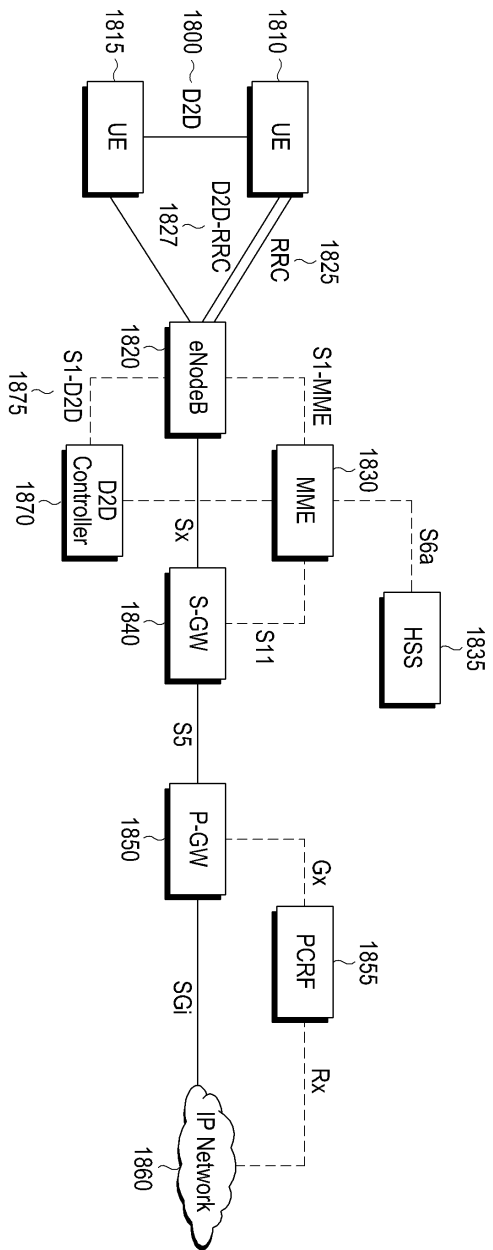 1835
HSS
S6a
1810
UE
1825
RRC
D2D-RRC
1827
1800
D2D
UE
1815
S1-MME
1830
MME
S11
1855
PCRF
Gx
Rx
eNodeB
1820
Sx
S-GW
1840
S5
P-GW
1850
SGi
IP Network
1860
S1-D2D
1875
D2D
Controller
1870